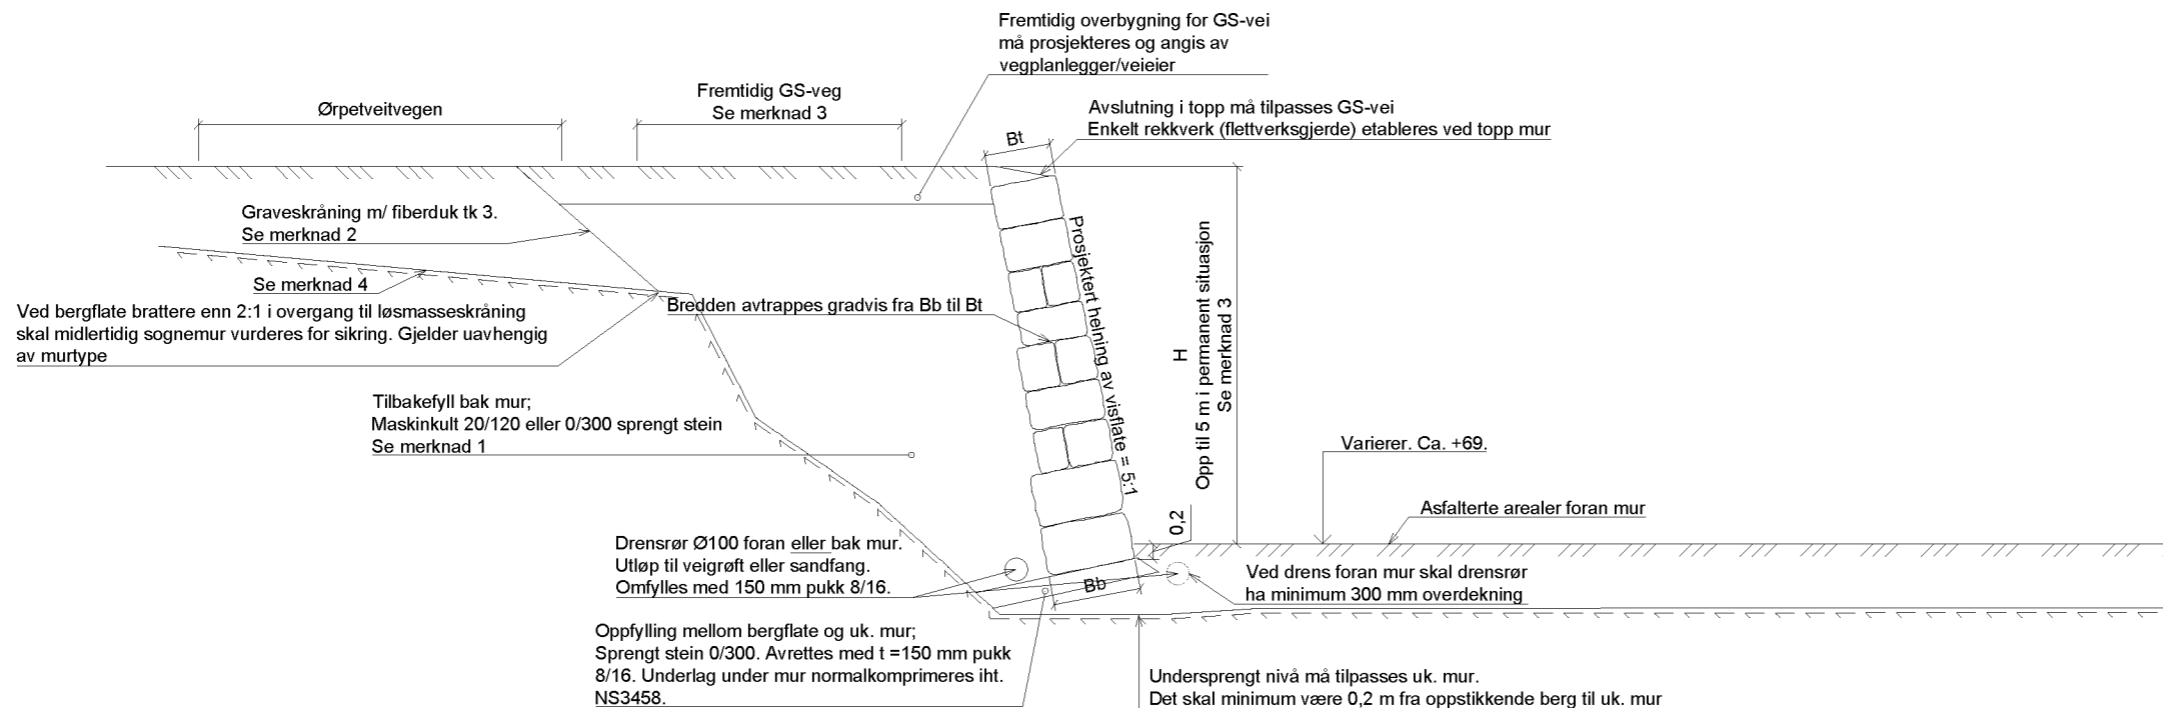 Fremtidig overbygning for GS-vei
må prosjekteres og angis av
vegplanlegger/veieier
Fremtidig GS-veg
Se merknad 3
Ørpetveitvegen
Avslutning i topp må tilpasses GS-vei
Enkelt rekkverk (flettverksgjerde) etableres ved topp mur
Bt
Graveskråning m/ fiberduk tk 3.
Se merknad 2
Se merknad 4
Ved bergflate brattere enn 2:1 i overgang til løsmasseskråning
skal midlertidig sognemur vurderes for sikring. Gjelder uavhengig
av murtype
Bredden avtrappes gradvis fra Bb til Bt
Prosjektert helning av visflate = 5:1
H
Opp til 5 m i permanent situasjon
Se merknad 3
Tilbakefyll bak mur;
Maskinkult 20/120 eller 0/300 sprengt stein
Se merknad 1
Varierer. Ca. +69.
Asfalterte arealer foran mur
0,2
Drensrør Ø100 foran eller bak mur.
Utløp til veigrøft eller sandfang.
Omfylles med 150 mm pukk 8/16.
Bb
Ved drens foran mur skal drensrør
ha minimum 300 mm overdekning
Oppfylling mellom bergflate og uk. mur;
Sprengt stein 0/300. Avrettes med t =150 mm pukk
8/16. Underlag under mur normalkomprimeres iht.
NS3458.
Undersprengt nivå må tilpasses uk. mur.
Det skal minimum være 0,2 m fra oppstikkende berg til uk. mur